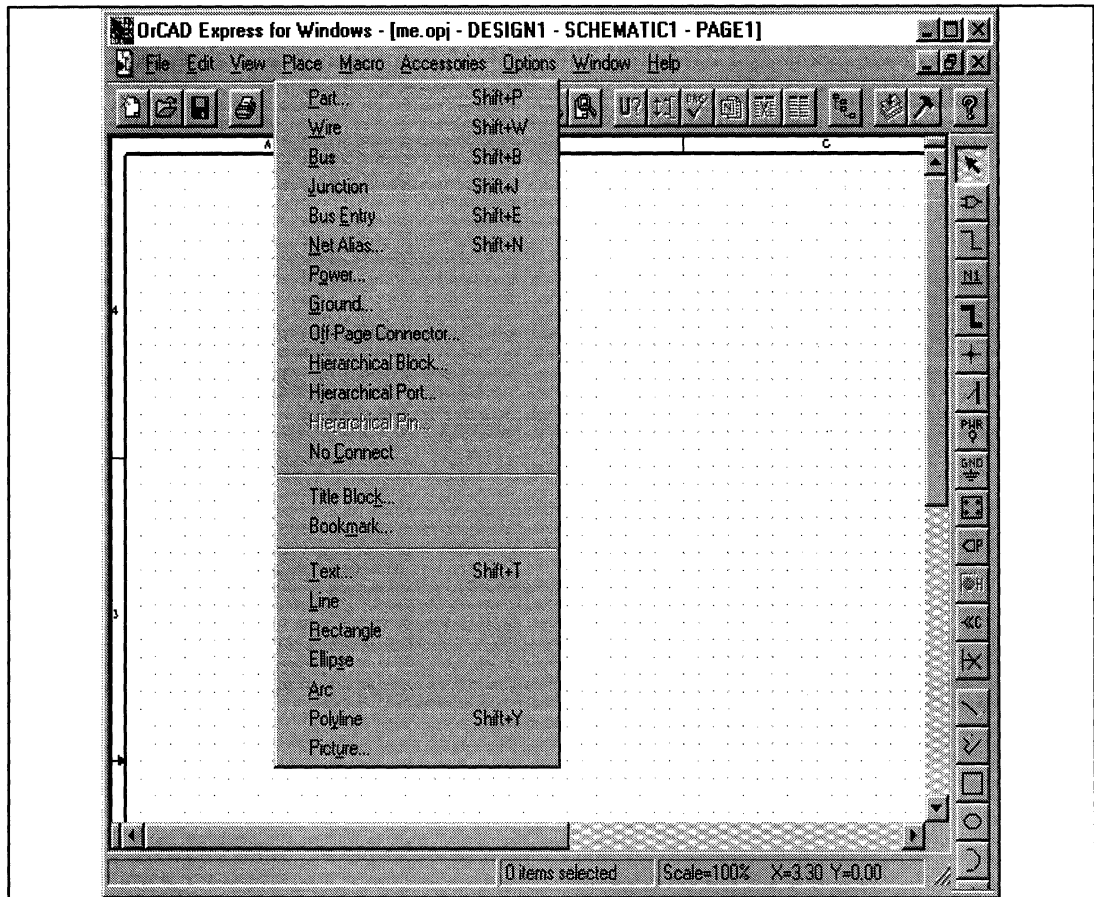 OrCAD Express for Windows - [me.opj - DESIGN1 - SCHEMATIC1 - PAGE1]
File Edit View Place Macro Accessories Options Window Help
U?
A C
Part... Shift+P
Wire Shift+W
Bus Shift+B
Junction Shift+J
Bus Entry Shift+E
Net Alias... Shift+N
Power...
Ground...
Off-Page Connector...
Hierarchical Block...
Hierarchical Port...
Hierarchical Pin...
No Connect
Title Block...
Bookmark...
Text... Shift+T
Line
Rectangle
Ellipse
Arc
Polyline Shift+Y
Picture...
4
3
N1
PWR
GND
P
H
C
0 items selected Scale=100% X=3.30 Y=0.00